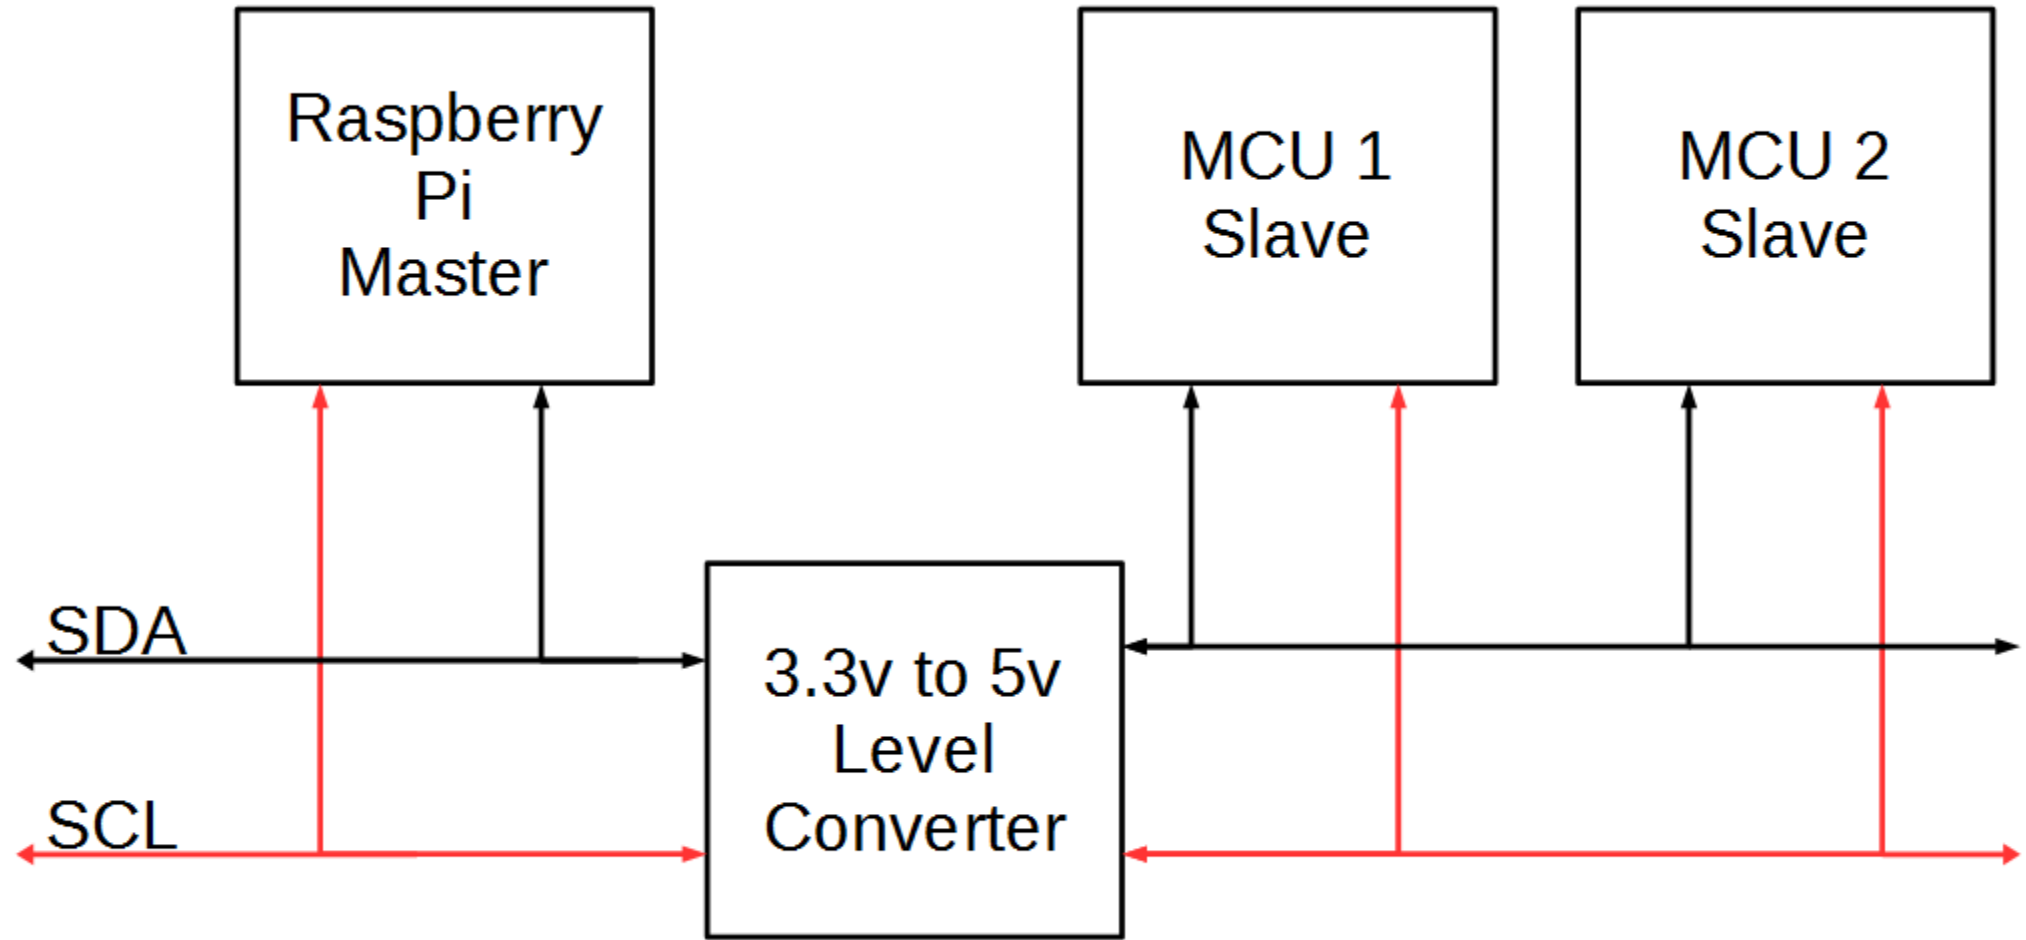 Raspberry
Pi
Master
MCU 1
Slave
MCU 2
Slave
SDA
SCL
3.3v to 5v
Level
Converter